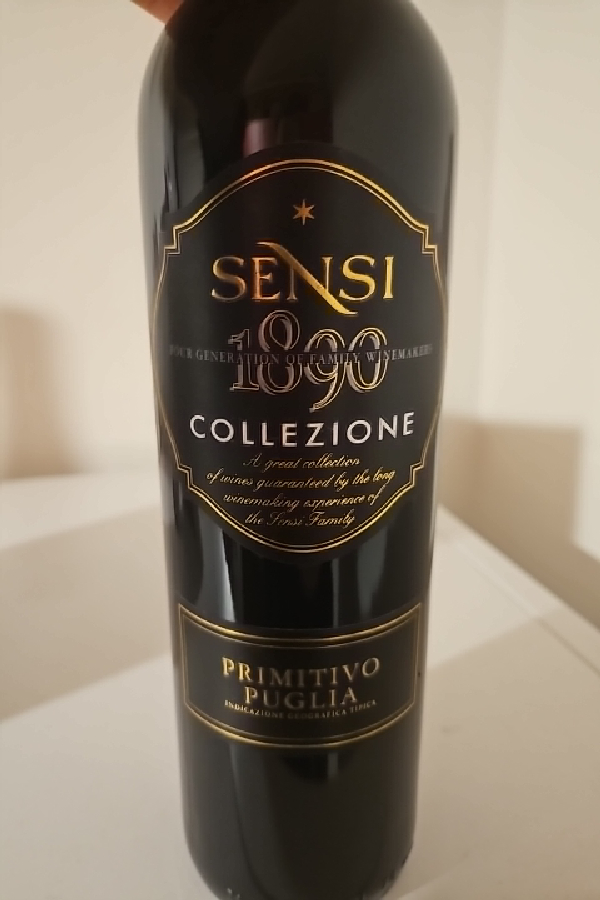 SENSI
1890
FOUR GENERATION OF FAMILY WINEMAKERS
COLLEZIONE
A great collection
of wines guaranteed by the long
winemaking experience of
the Sensi Family
PRIMITIVO
PUGLIA
INDICAZIONE GEOGRAFICA TIPICA